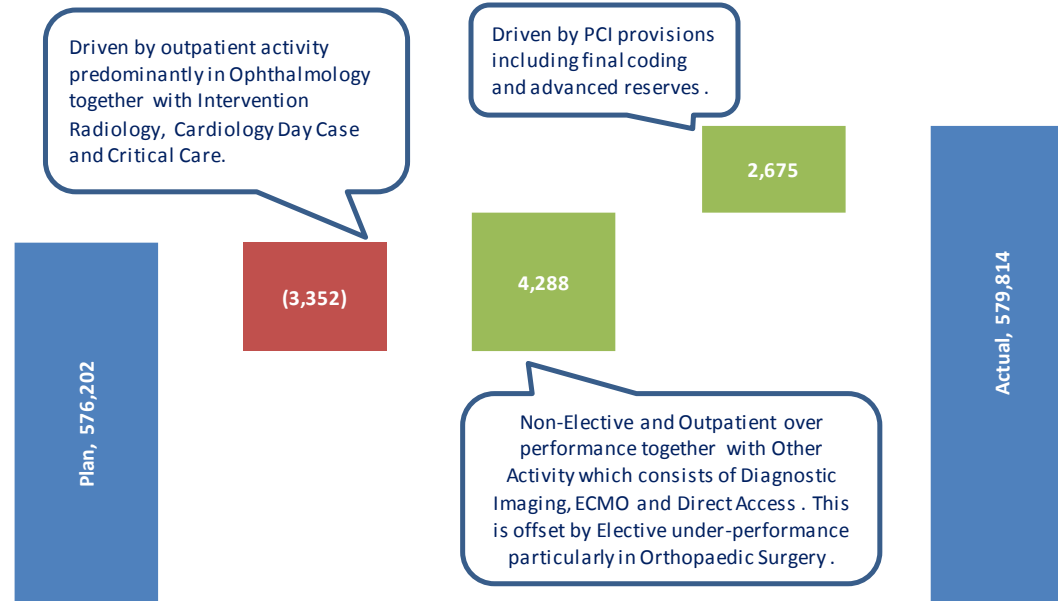 Driven by outpatient activity
predominantly in Ophthalmology
together with Intervention
Radiology, Cardiology Day Case
and Critical Care.
Driven by PCI provisions
including final coding
and advanced reserves .
2,675
(3,352)
4,288
Plan, 576,202
Actual, 579,814
Non-Elective and Outpatient over
performance together with Other
Activity which consists of Diagnostic
Imaging, ECMO and Direct Access . This
is offset by Elective under-performance
particularly in Orthopaedic Surgery .